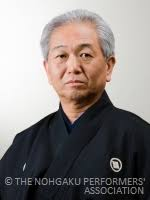 © THE NOHGAKU PERFORMERS'
ASSOCIATION